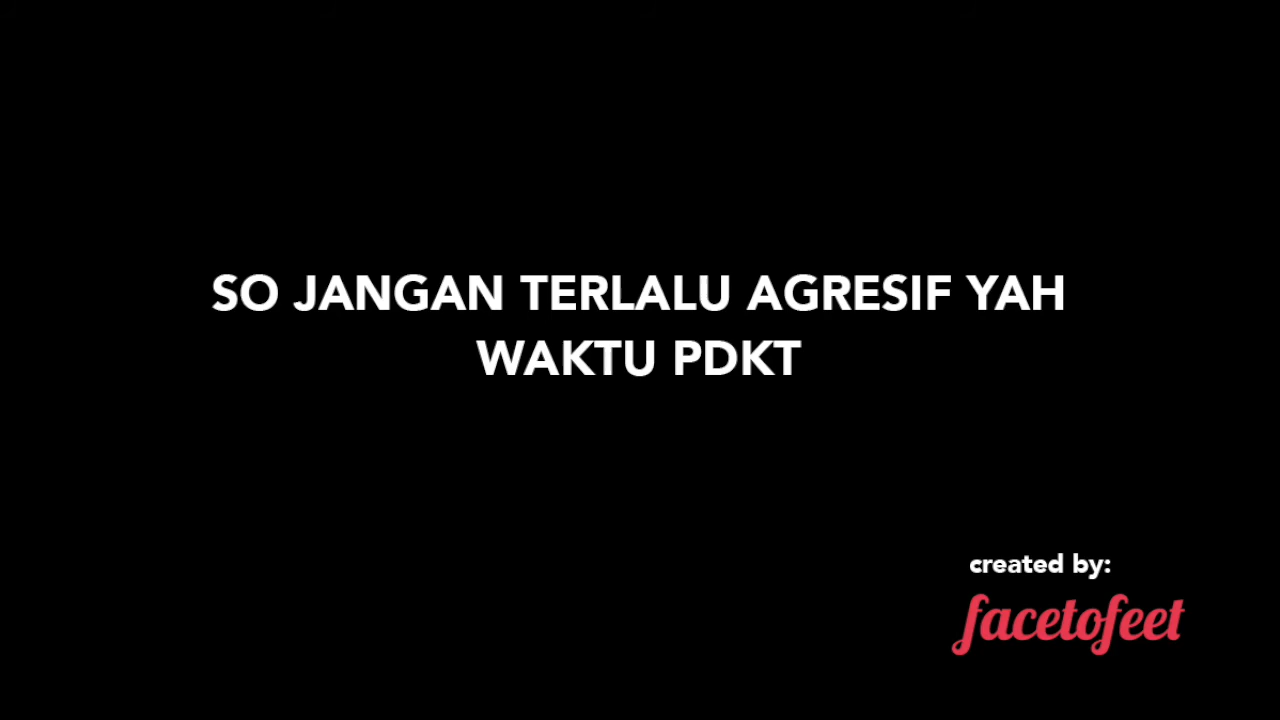 SO JANGAN TERLALU AGRESIF YAH
WAKTU PDKT
created by:
facetofeet